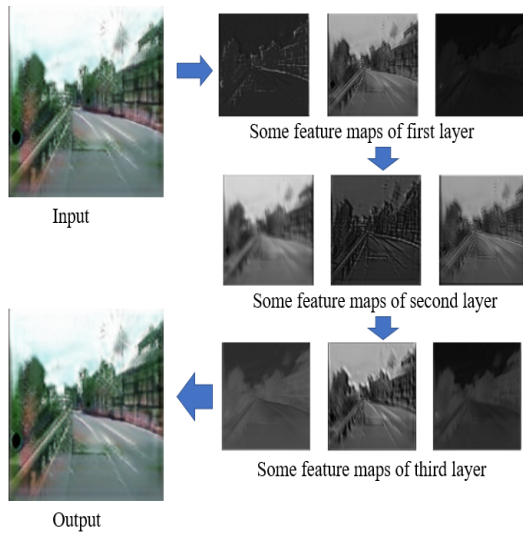 Some feature maps of first layer
Input
Some feature maps of second layer
Some feature maps of third layer
Output